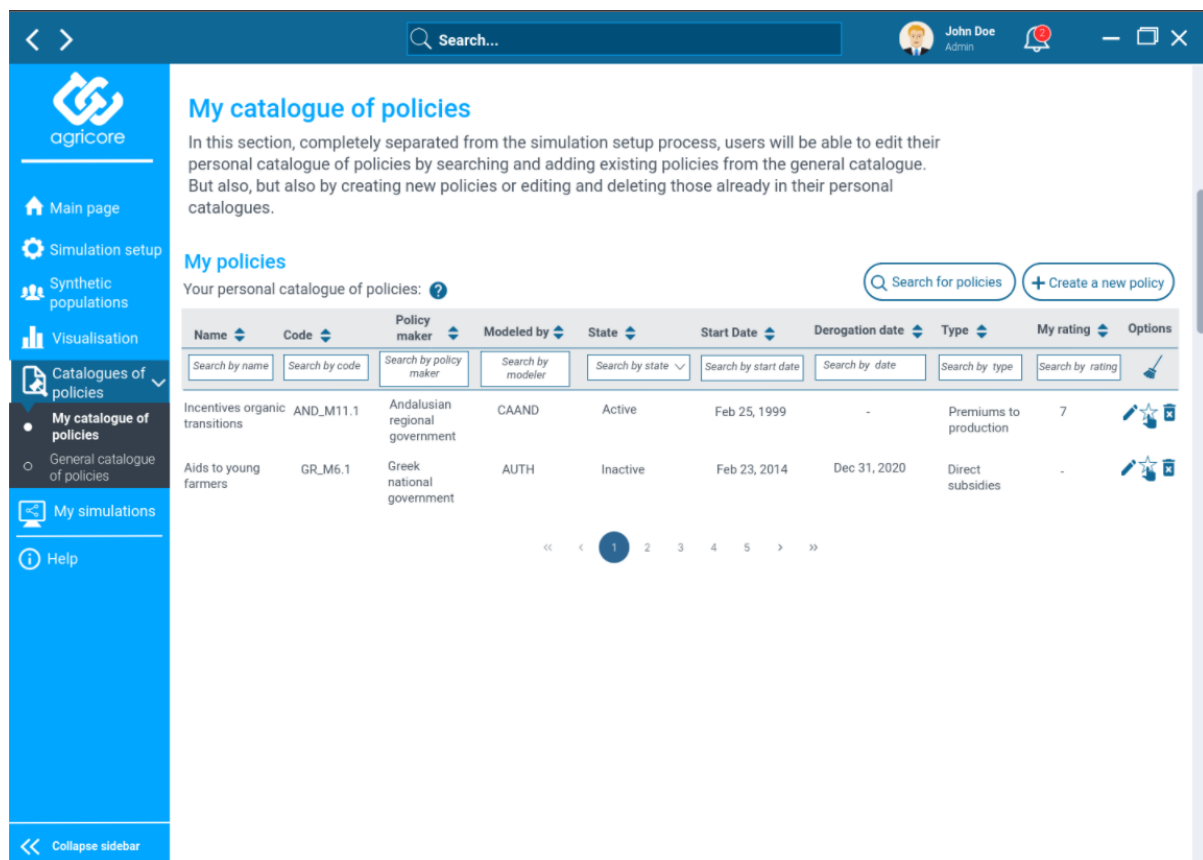 Search...
John Doe
Admin
2
agricore
Main page
Simulation setup
Synthetic
populations
Visualisation
Catalogues of
policies
My catalogue of
policies
General catalogue
of policies
My simulations
Help
Collapse sidebar
My catalogue of policies
In this section, completely separated from the simulation setup process, users will be able to edit their
personal catalogue of policies by searching and adding existing policies from the general catalogue.
But also, but also by creating new policies or editing and deleting those already in their personal
catalogues.
My policies
Your personal catalogue of policies: ?
Search for policies
+ Create a new policy
Name Code Policy maker Modeled by State Start Date Derogation date Type My rating Options
Search by name Search by code Search by policy maker Search by modeler Search by state Search by start date Search by date Search by type Search by rating
Incentives organic transitions AND_M11.1 Andalusian regional government CAAND Active Feb 25, 1999 - Premiums to production 7
Aids to young farmers GR_M6.1 Greek national government AUTH Inactive Feb 23, 2014 Dec 31, 2020 Direct subsidies -
<< < 1 2 3 4 5 > >>